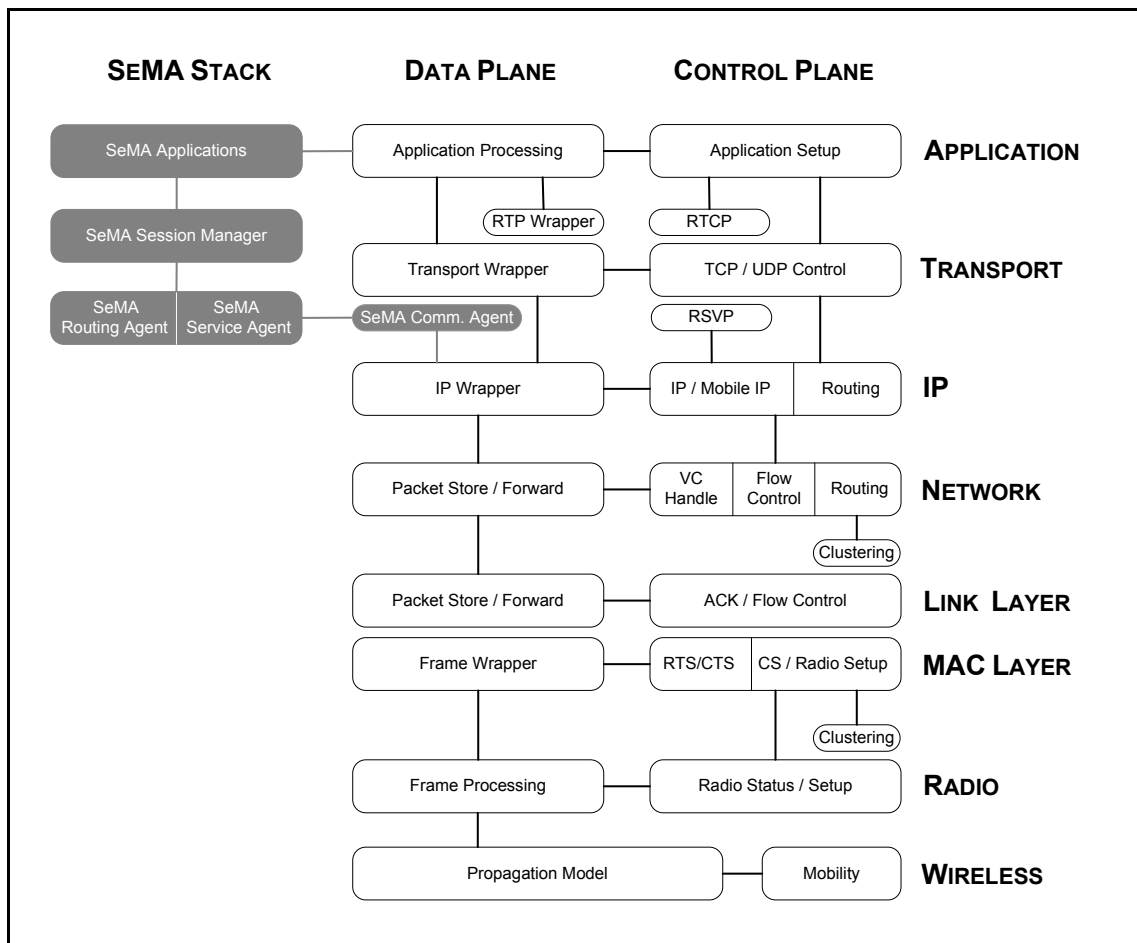 SEMA STACK
DATA PLANE
CONTROL PLANE
SeMA Applications
Application Processing
Application Setup
APPLICATION
RTP Wrapper
RTCP
SeMA Session Manager
Transport Wrapper
TCP / UDP Control
TRANSPORT
SeMA
Routing Agent
SeMA
Service Agent
SeMA Comm. Agent
RSVP
IP Wrapper
IP / Mobile IP
Routing
IP
Packet Store / Forward
VC
Handle
Flow
Control
Routing
NETWORK
Clustering
Packet Store / Forward
ACK / Flow Control
LINK LAYER
Frame Wrapper
RTS/CTS
CS / Radio Setup
MAC LAYER
Clustering
Frame Processing
Radio Status / Setup
RADIO
Propagation Model
Mobility
WIRELESS